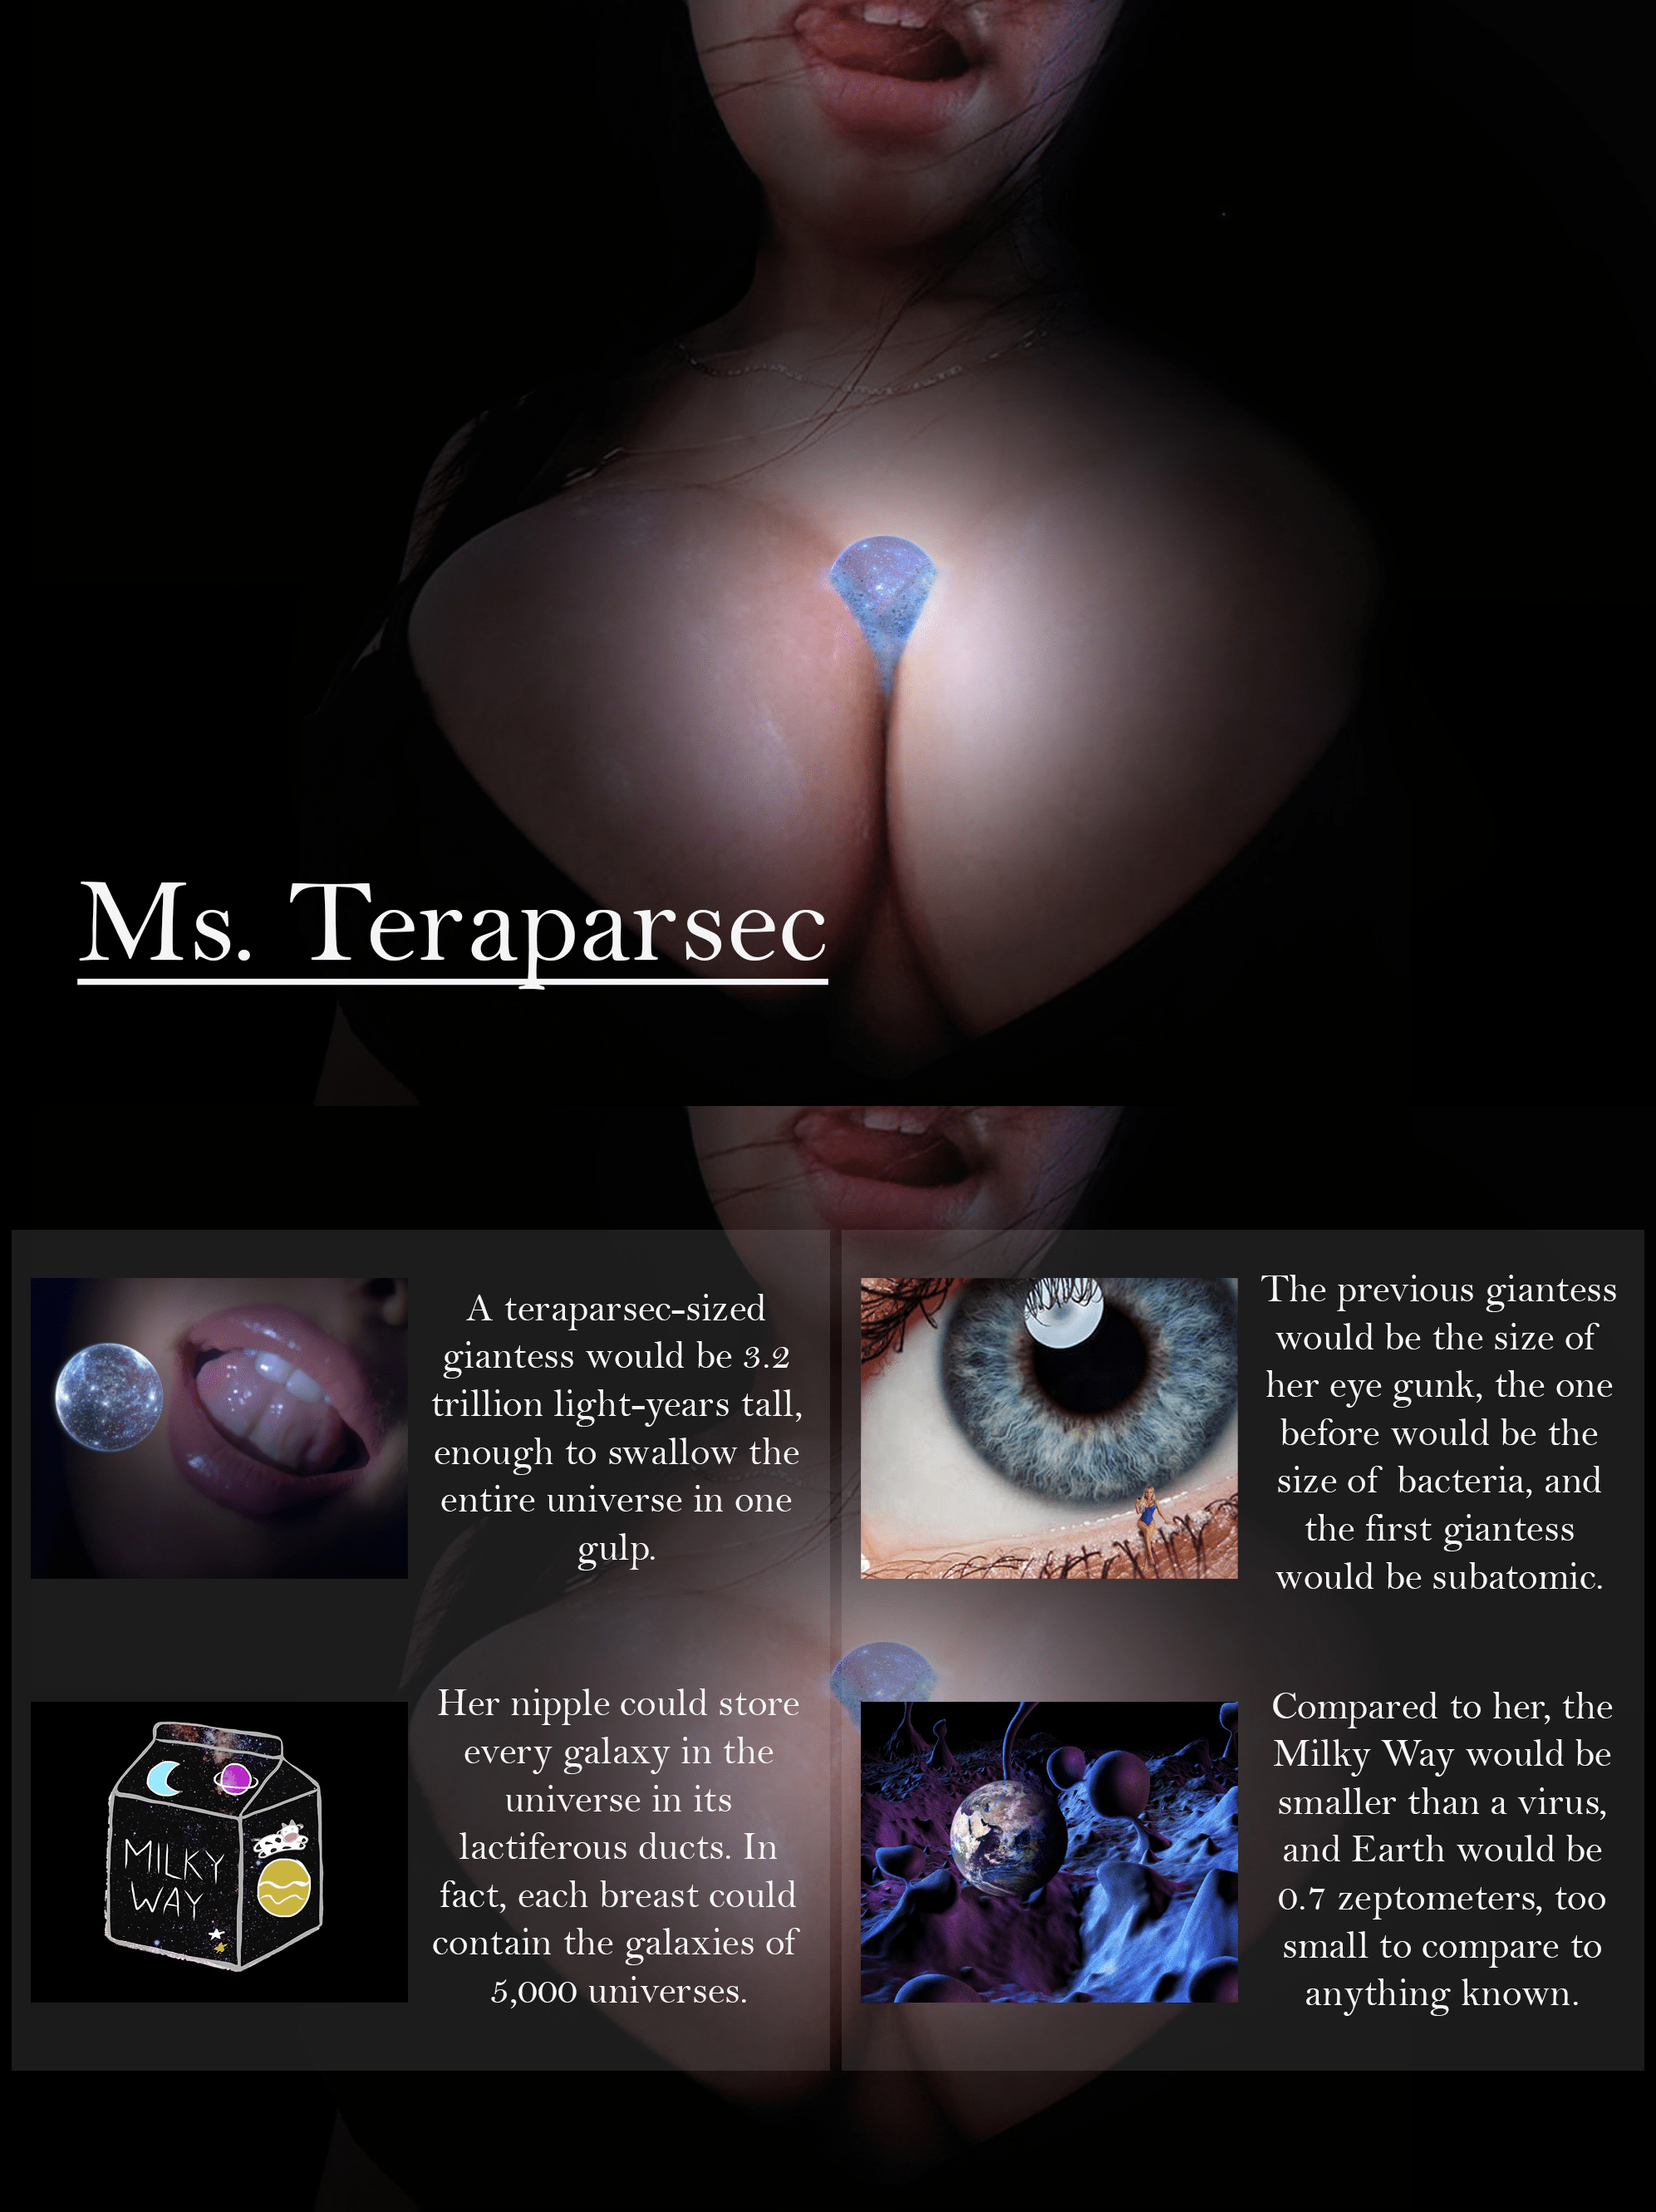 Ms. Teraparsec
A teraparsec-sized
giantess would be 3.2
trillion light-years tall,
enough to swallow the
entire universe in one
gulp.
The previous giantess
would be the size of
her eye gunk, the one
before would be the
size of bacteria, and
the first giantess
would be subatomic.
MILKY
WAY
Her nipple could store
every galaxy in the
universe in its
lactiferous ducts. In
fact, each breast could
contain the galaxies of
5,000 universes.
Compared to her, the
Milky Way would be
smaller than a virus,
and Earth would be
0.7 zeptometers, too
small to compare to
anything known.